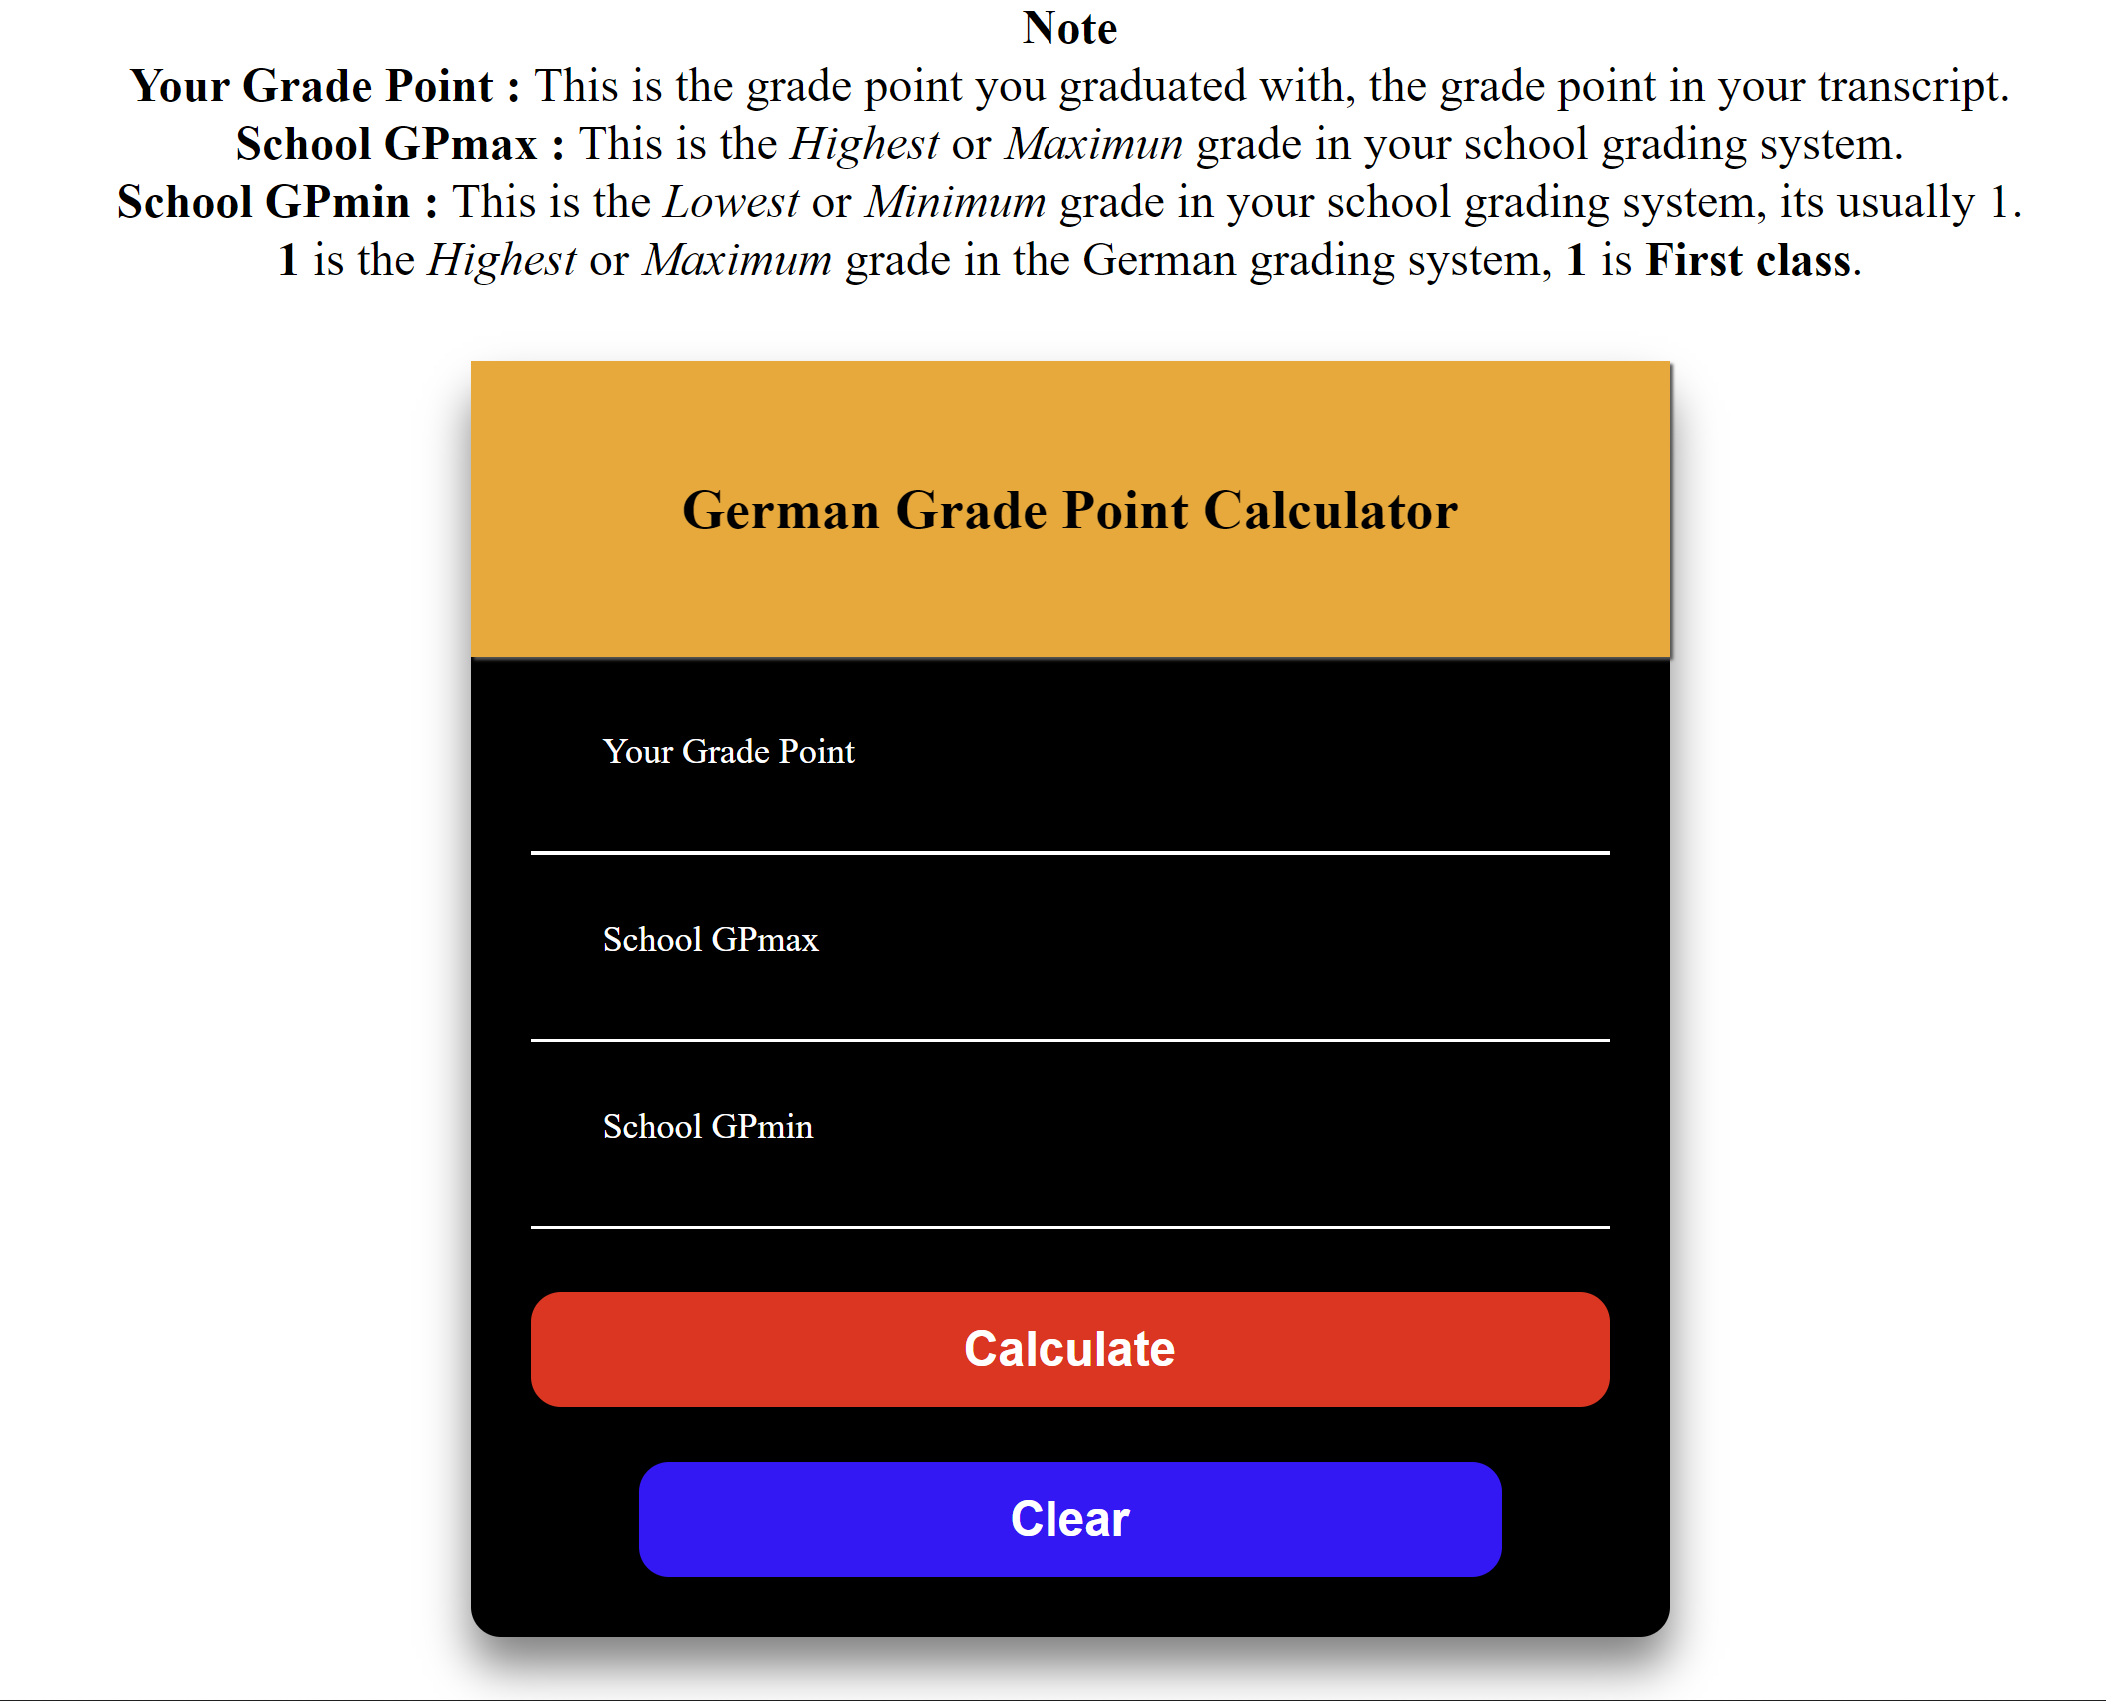 Note
Your Grade Point : This is the grade point you graduated with, the grade point in your transcript.
School GPmax : This is the Highest or Maximun grade in your school grading system.
School GPmin : This is the Lowest or Minimum grade in your school grading system, its usually 1.
1 is the Highest or Maximum grade in the German grading system, 1 is First class.
German Grade Point Calculator
Your Grade Point
School GPmax
School GPmin
Calculate
Clear